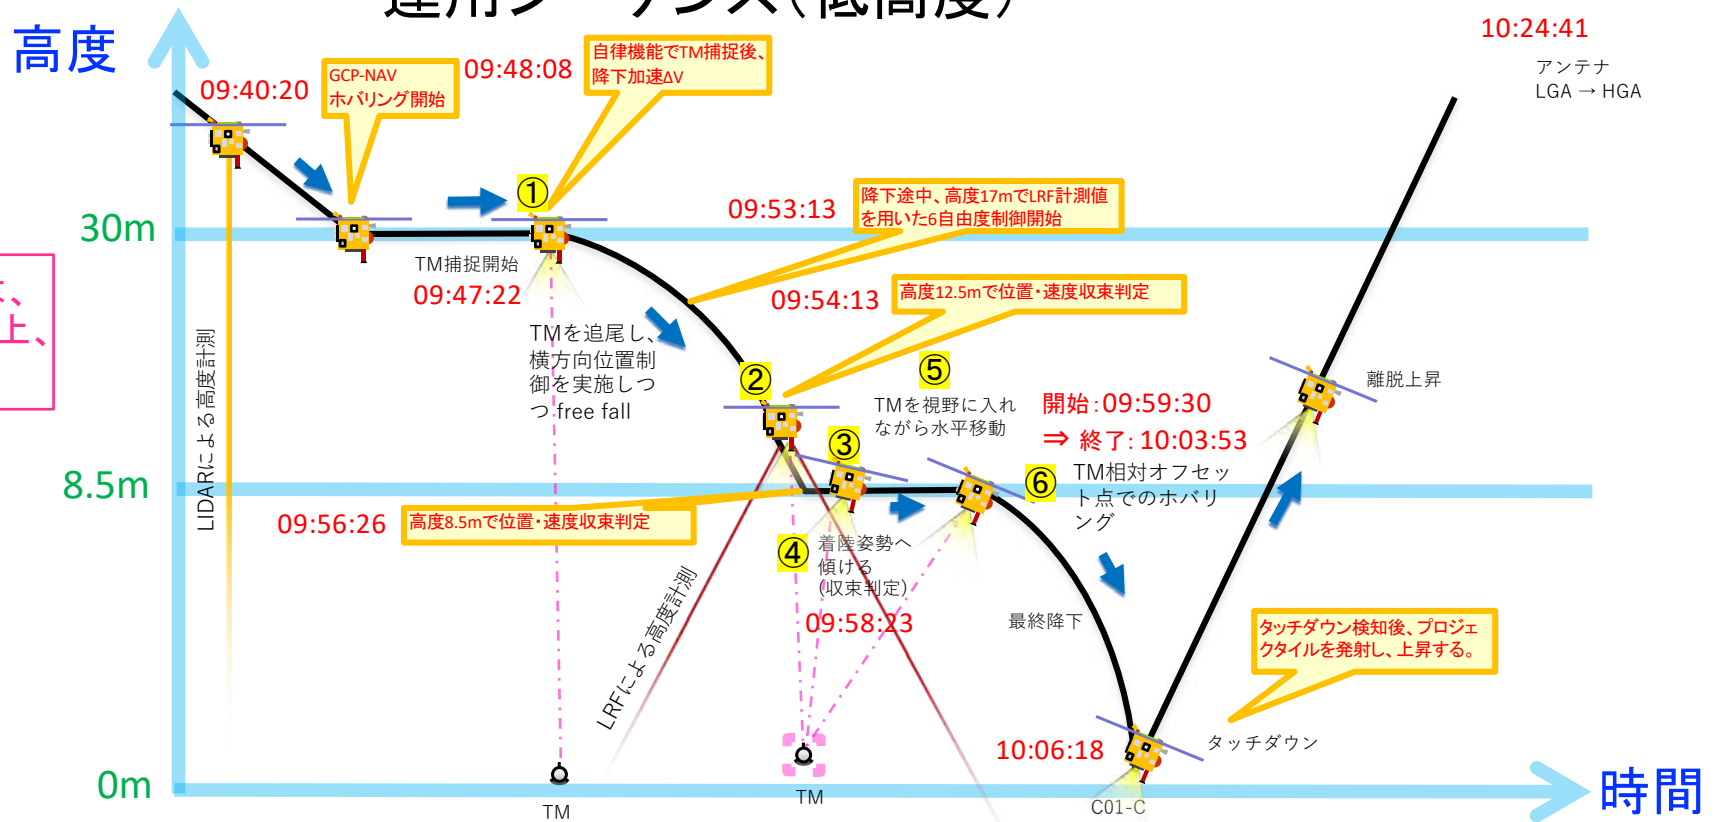 運用シーケンス(低高度)
高度
10:24:41
アンテナ
LGA → HGA
09:40:20
GCP-NAV
ホバリング開始
09:48:08
自律機能でTM捕捉後、
降下加速ΔV
①
30m
09:53:13
降下途中、高度17mでLRF計測値
を用いた6自由度制御開始
TM捕捉開始
09:47:22
09:54:13
高度12.5mで位置・速度収束判定
上、
LIDARによる高度計測
TMを追尾し、
横方向位置制
御を実施しつ
つ free fall
②
⑤
TMを視野に入れ
ながら水平移動
開始:09:59:30
⇒ 終了: 10:03:53
離脱上昇
③
8.5m
⑥
TM相対オフセッ
ト点でのホバリ
ング
09:56:26
高度8.5mで位置・速度収束判定
④
着陸姿勢へ
傾ける
(収束判定)
09:58:23
LRFによる高度計測
最終降下
タッチダウン検知後、プロジェ
クタイルを発射し、上昇する。
10:06:18
タッチダウン
0m
TM
TM
C01-C
時間